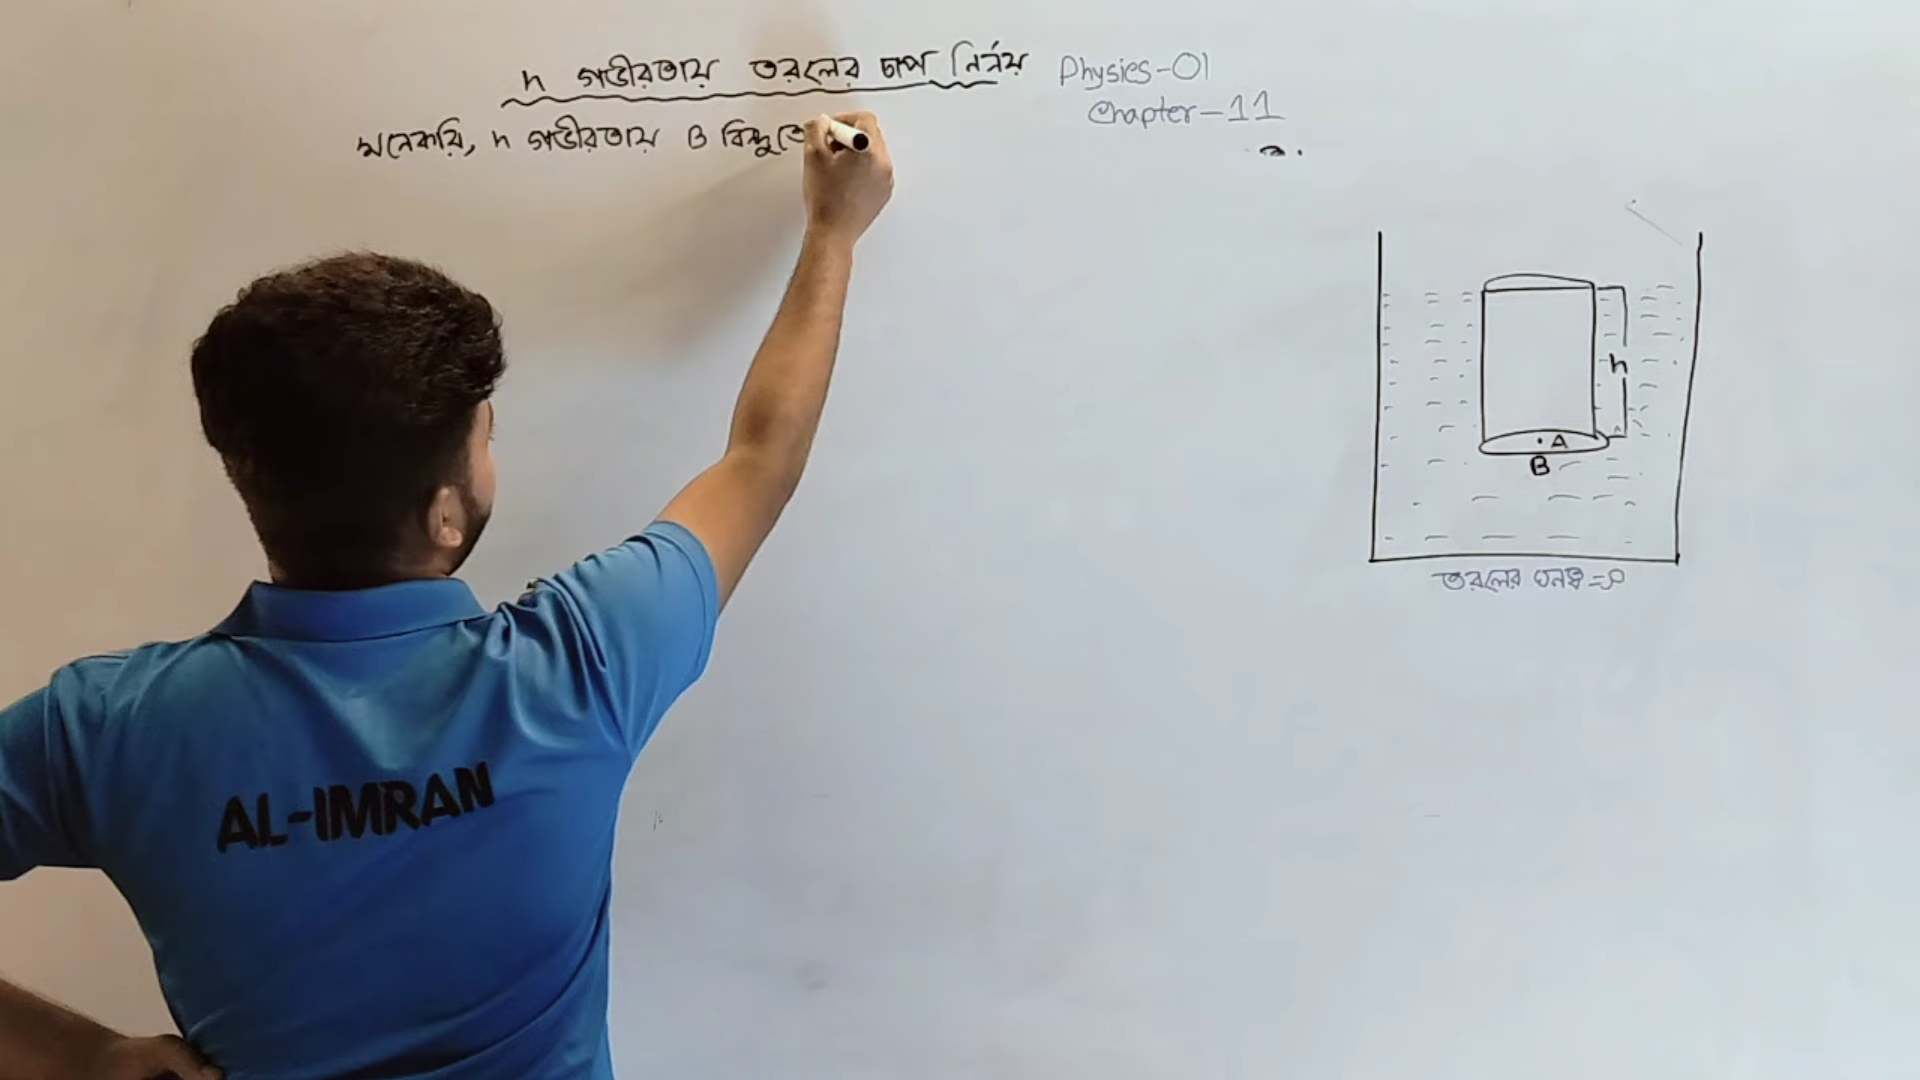 h গভীরতায় তরলের চাপ নির্ণয়
Physics-01
Chapter-11
মনেকরি, h গভীরতায় B বিন্দুতে
h
A
B
তরলের ঘনত্ব = ρ
AL-IMRAN